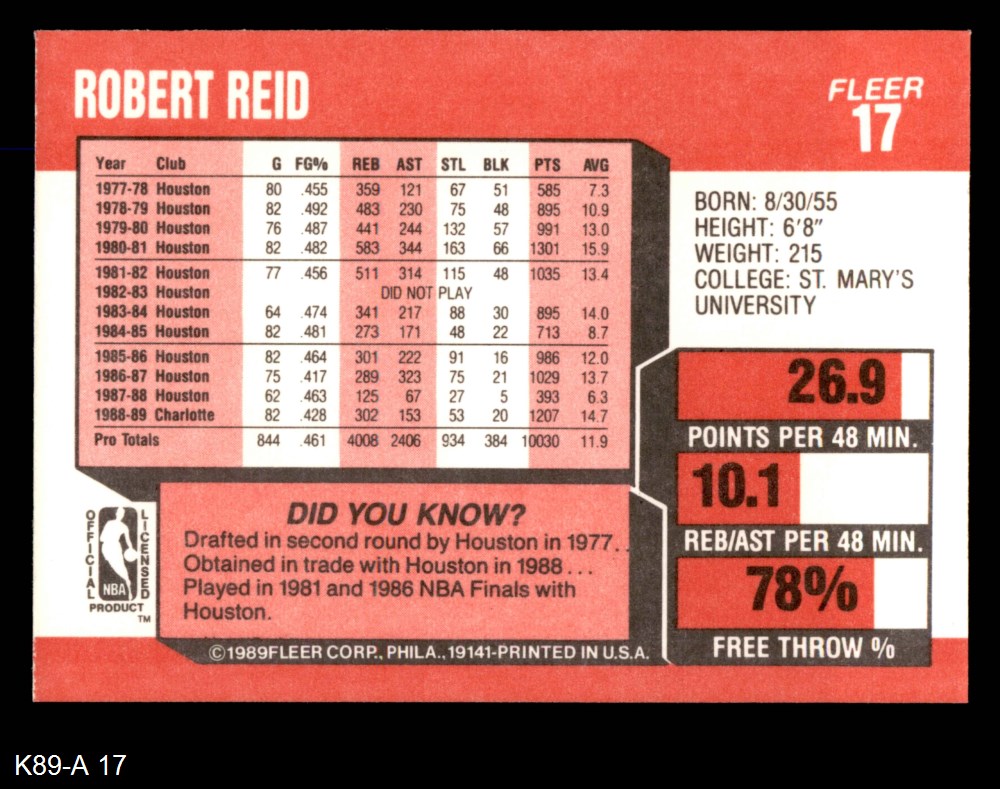 ROBERT REID
FLEER
17
Year Club G FG% REB AST STL BLK PTS AVG
1977-78 Houston 80 .455 359 121 67 51 585 7.3
1978-79 Houston 82 .492 483 230 75 48 895 10.9
1979-80 Houston 76 .487 441 244 132 57 991 13.0
1980-81 Houston 82 .482 583 344 163 66 1301 15.9
1981-82 Houston 77 .456 511 314 115 48 1035 13.4
1982-83 Houston DID NOT PLAY
1983-84 Houston 64 .474 341 217 88 30 895 14.0
1984-85 Houston 82 .481 273 171 48 22 713 8.7
1985-86 Houston 82 .464 301 222 91 16 986 12.0
1986-87 Houston 75 .417 289 323 75 21 1029 13.7
1987-88 Houston 62 .463 125 67 27 5 393 6.3
1988-89 Charlotte 82 .428 302 153 53 20 1207 14.7
Pro Totals 844 .461 4008 2406 934 384 10030 11.9
BORN: 8/30/55
HEIGHT: 6'8"
WEIGHT: 215
COLLEGE: ST. MARY'S
UNIVERSITY
26.9
POINTS PER 48 MIN.
10.1
REB/AST PER 48 MIN.
78%
FREE THROW %
OFFICIAL
LICENSED
NBA
PRODUCT
TM
DID YOU KNOW?
Drafted in second round by Houston in 1977. .
Obtained in trade with Houston in 1988 . . .
Played in 1981 and 1986 NBA Finals with
Houston.
©1989FLEER CORP., PHILA., 19141-PRINTED IN U.S.A.
K89-A 17